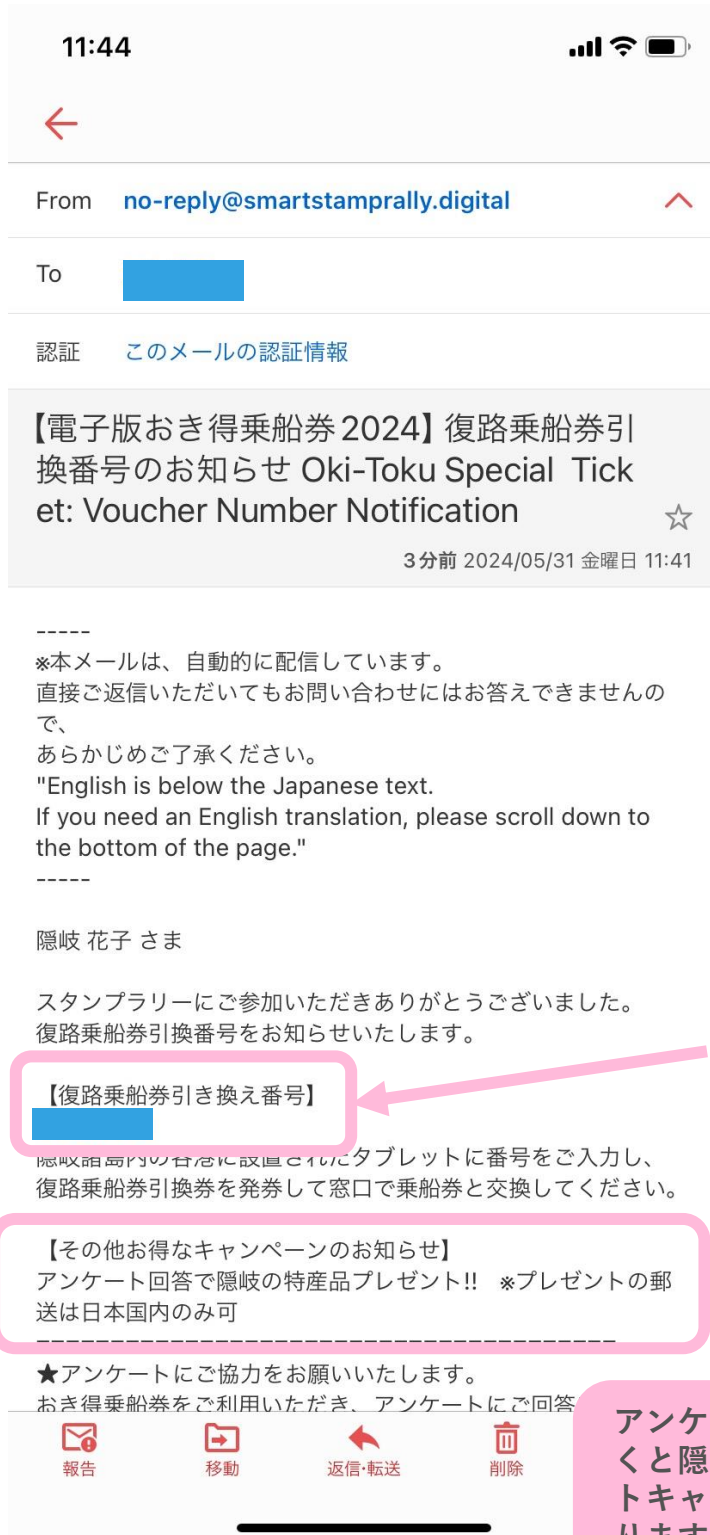 11:44
From no-reply@smartstamprally.digital
To
認証 このメールの認証情報
【電子版おき得乗船券2024】復路乗船券引
換番号のお知らせ Oki-Toku Special Tick
et: Voucher Number Notification
3分前 2024/05/31 金曜日 11:41
-----
※本メールは、自動的に配信しています。
直接ご返信いただいてもお問い合わせにはお答えできませんの
で、
あらかじめご了承ください。
"English is below the Japanese text.
If you need an English translation, please scroll down to
the bottom of the page."
-----
隠岐 花子 さま
スタンプラリーにご参加いただきありがとうございました。
復路乗船券引換番号をお知らせいたします。
【復路乗船券引き換え番号】
隠岐諸島内の各港に設置されたタブレットに番号をご入力し、
復路乗船券引換券を発券して窓口で乗船券と交換してください。
【その他お得なキャンペーンのお知らせ】
アンケート回答で隠岐の特産品プレゼント!! ※プレゼントの郵
送は日本国内のみ可
---------------------------------------
★アンケートにご協力をお願いいたします。
おき得乗船券をご利用いただき、アンケートにご回答
報告 移動 返信・転送 削除
アンケ
くと隠
トキャ
ります